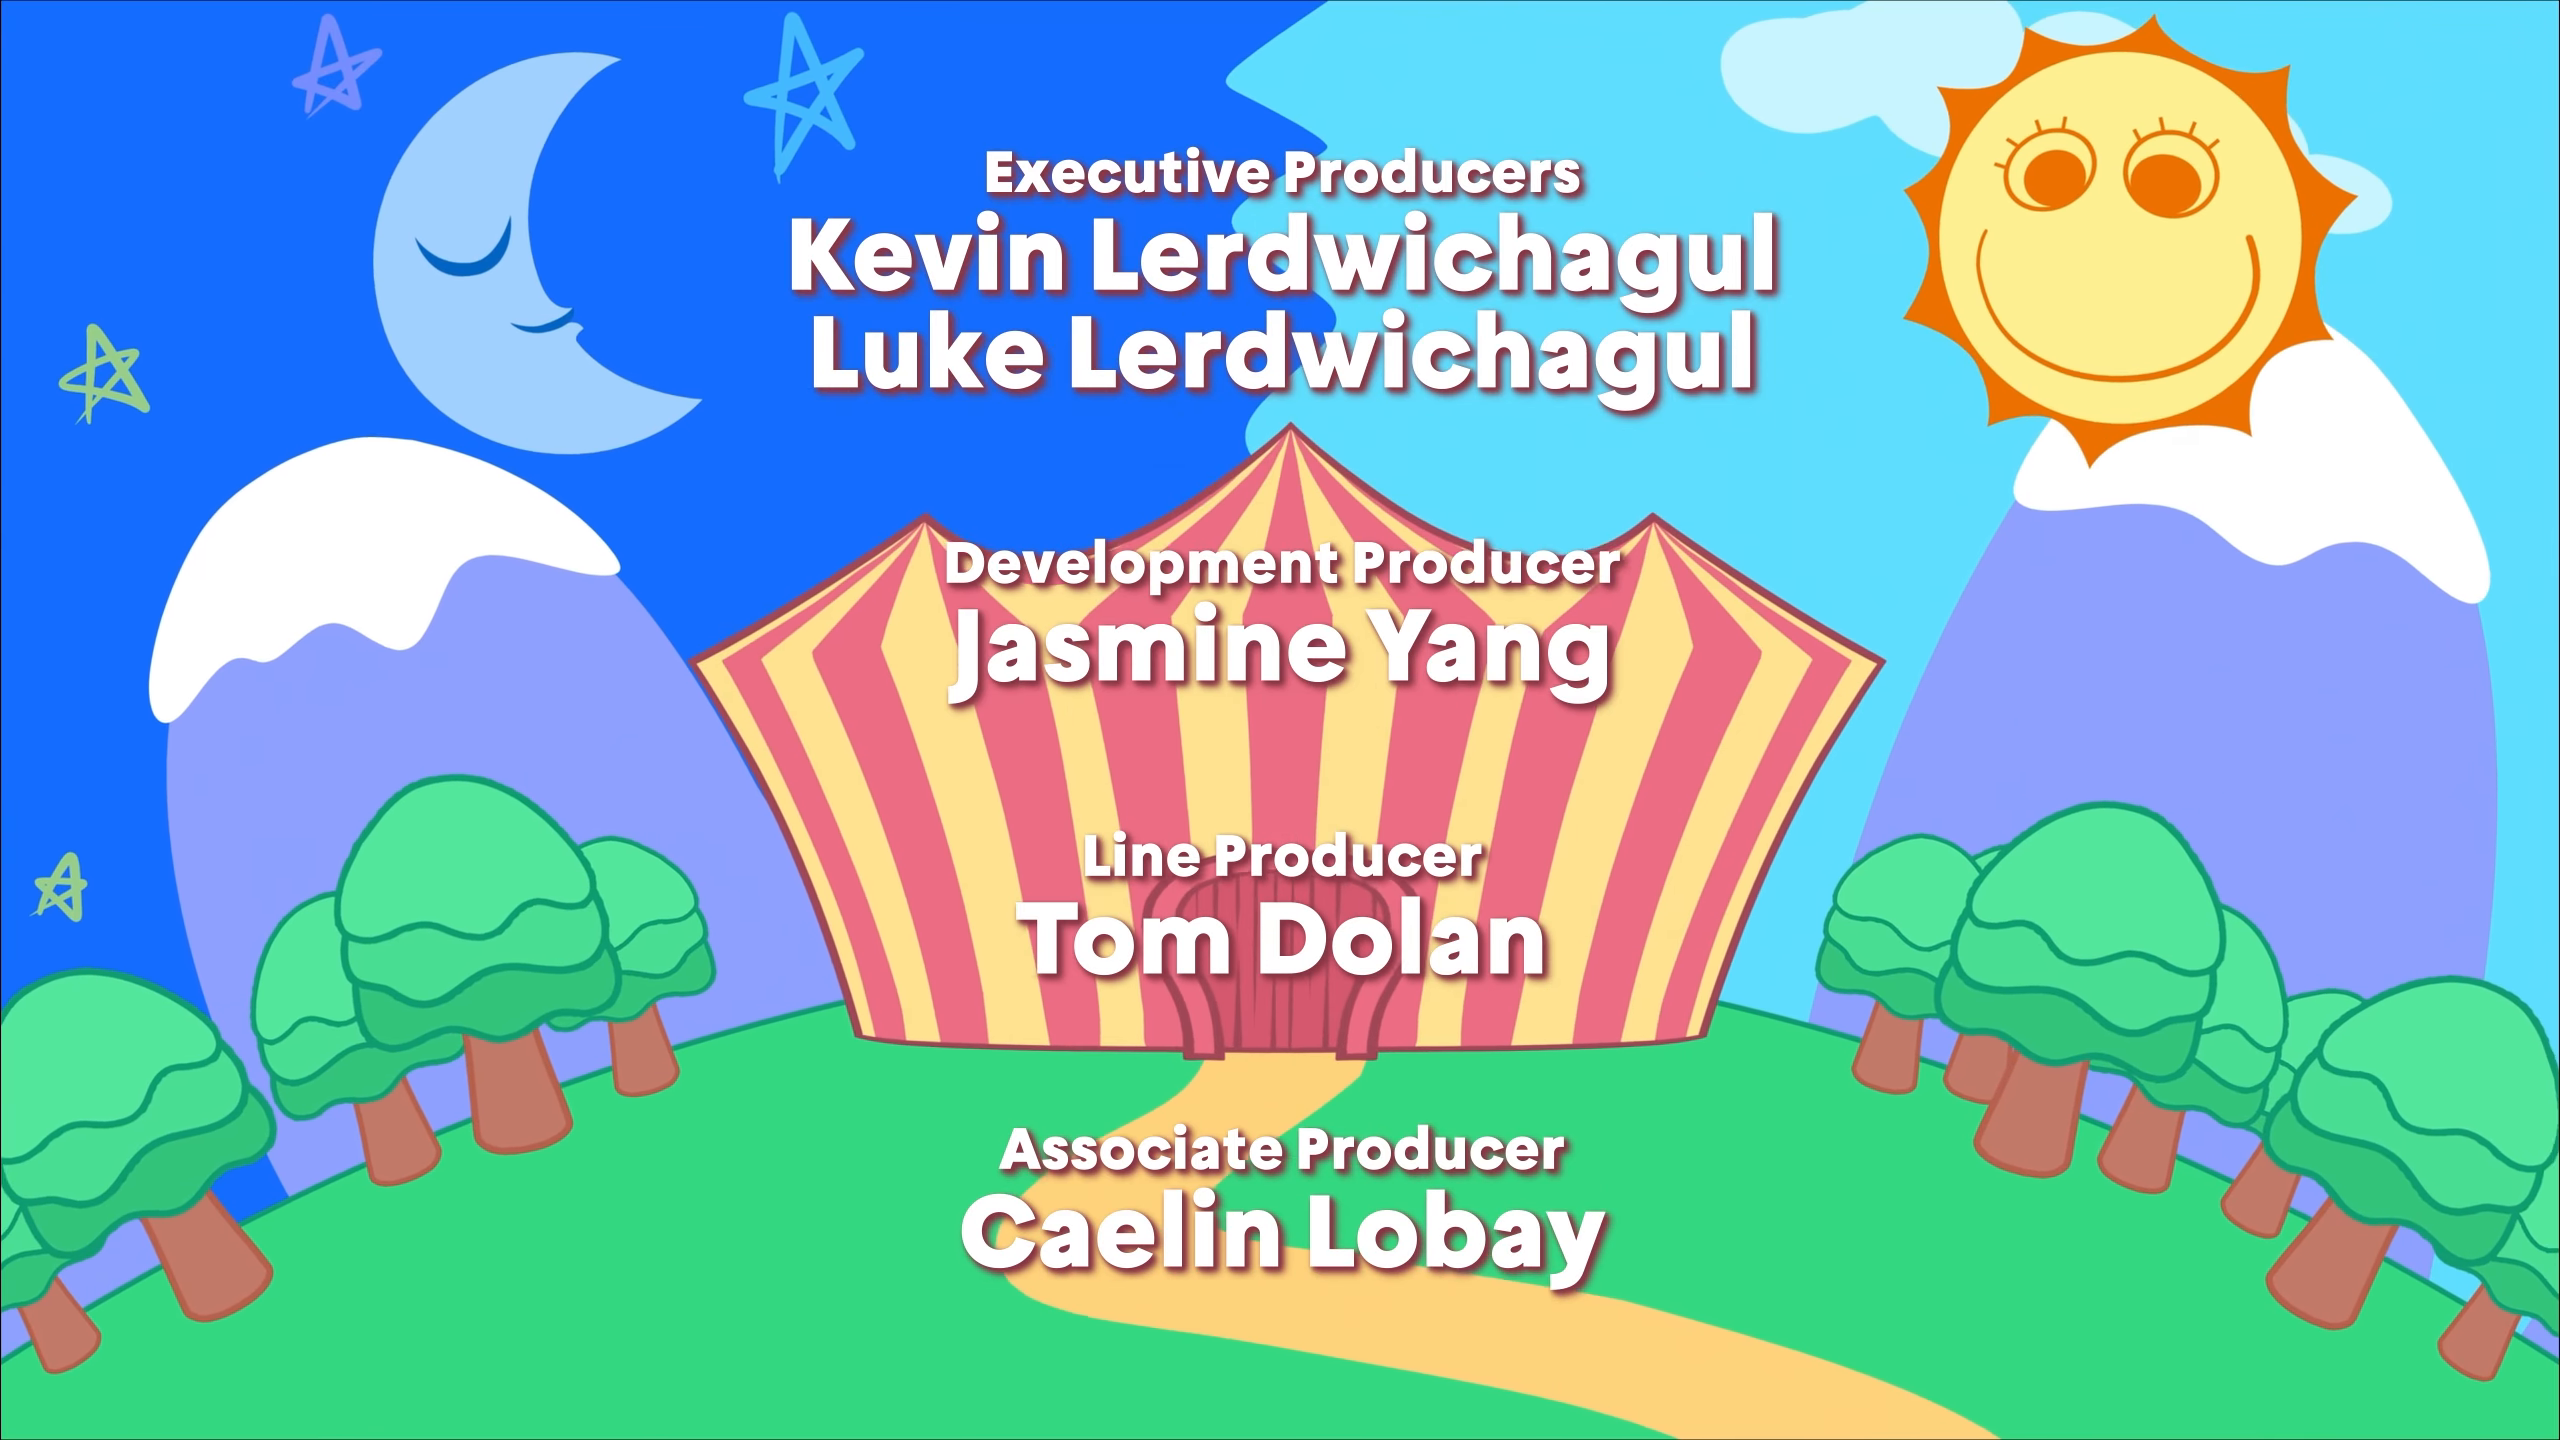 Executive Producers
Kevin Lerdwichagul
Luke Lerdwichagul
Development Producer
Jasmine Yang
Line Producer
Tom Dolan
Associate Producer
Caelin Lobay